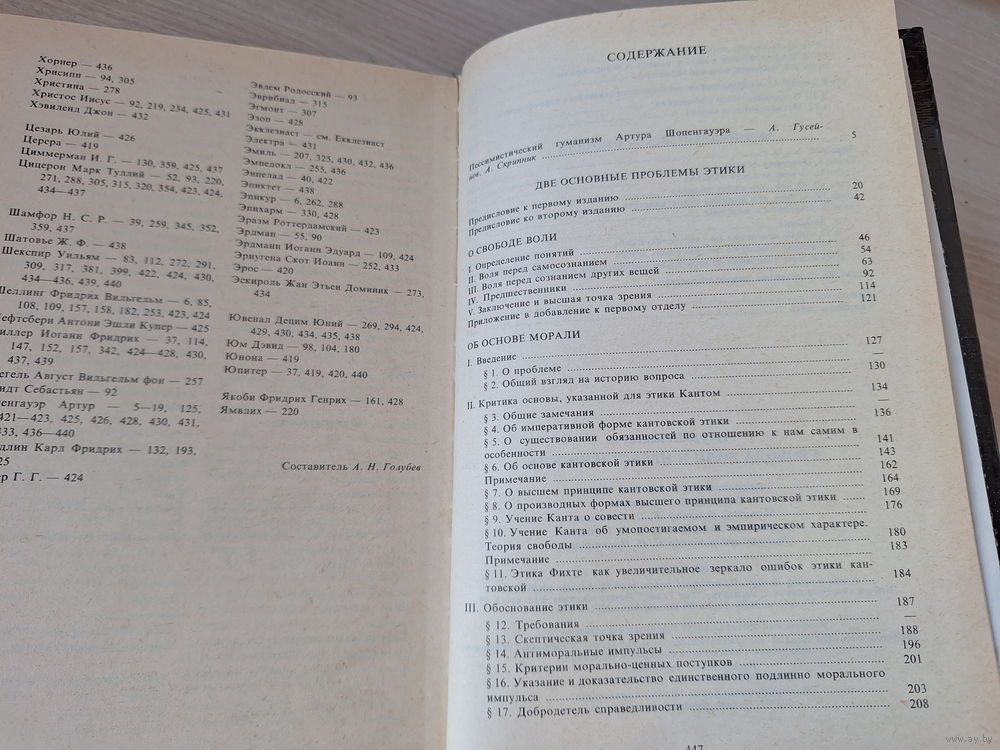 Хорнер — 436
Хрисипп — 94, 305
Христина — 278
Христос Иисус — 92, 219, 234, 425, 431
Хэвиленд Джон — 432
Цезарь Юлий — 426
Церера — 419
Циммерман И. Г. — 130, 359, 425, 437
Цицерон Марк Туллий — 52, 93, 220,
271, 288, 305, 315, 320, 354, 423, 424,
434—437
Шамфор Н. С. Р. — 39, 259, 345, 352,
359, 437
Шатовье Ж. Ф. — 438
Шекспир Уильям — 83, 112, 272, 291,
309, 317, 381, 399, 422, 424, 430,
434—436, 439, 440
Шеллинг Фридрих Вильгельм — 6, 85,
108, 109, 157, 158, 182, 253, 423, 424
ефтсбери Антони Эшли Купер — 425
иллер Иоганн Фридрих — 37, 114,
147, 152, 157, 342, 424—428, 430,
437, 439
егель Август Вильгельм фон — 257
идт Себастьян — 92
енгауэр Артур — 5—19, 125,
421—423, 425, 426, 428, 430, 431,
433, 436—440
длин Карл Фридрих — 132, 193,
25
р Г. Г. — 424
Эвдем Родосский — 93
Эврибиад — 315
Эгмонт — 307
Эзоп — 428
Экклезиаст — см. Екклезиаст
Электра — 431
Эмиль — 207, 325, 430, 432, 436
Эмпедокл — 255, 436
Энцелад — 40, 422
Эпиктет — 438
Эпикур — 6, 262, 288
Эпихарм — 330, 428
Эразм Роттердамский — 423
Эрдман — 55, 90
Эрдманн Иоганн Эдуард — 109, 424
Эриугена Скот Иоанн — 252, 433
Эрос — 420
Эскироль Жан Этьен Доминик — 273,
434
Ювенал Децим Юний — 269, 294, 424,
429, 430, 434, 435, 438
Юм Дэвид — 98, 104, 180
Юнона — 419
Юпитер — 37, 419, 420, 440
Якоби Фридрих Генрих — 161, 428
Ямвлих — 220
Составитель А. Н. Голубев
СОДЕРЖАНИЕ
Пессимистический гуманизм Артура Шопенгауэра — А. Гусей-
нов, А. Скрипник 5
ДВЕ ОСНОВНЫЕ ПРОБЛЕМЫ ЭТИКИ
Предисловие к первому изданию 20
Предисловие ко второму изданию 42
О СВОБОДЕ ВОЛИ
I. Определение понятий 46
II. Воля перед самосознанием 54
III. Воля перед сознанием других вещей 63
IV. Предшественники 92
V. Заключение и высшая точка зрения 114
Приложение в добавление к первому отделу 121
ОБ ОСНОВЕ МОРАЛИ
I. Введение 127
§ 1. О проблеме —
§ 2. Общий взгляд на историю вопроса 130
II. Критика основы, указанной для этики Кантом 134
§ 3. Общие замечания —
§ 4. Об императивной форме кантовской этики 136
§ 5. О существовании обязанностей по отношению к нам самим в
особенности 141
§ 6. Об основе кантовской этики 143
Примечание 162
§ 7. О высшем принципе кантовской этики 164
§ 8. О производных формах высшего принципа кантовской этики 169
§ 9. Учение Канта о совести 176
§ 10. Учение Канта об умопостигаемом и эмпирическом характере.
Теория свободы 180
Примечание 183
§ 11. Этика Фихте как увеличительное зеркало ошибок этики кан-
товской 184
III. Обоснование этики 187
§ 12. Требования —
§ 13. Скептическая точка зрения 188
§ 14. Антиморальные импульсы 196
§ 15. Критерии морально-ценных поступков 201
§ 16. Указание и доказательство единственного подлинно морального
импульса 203
§ 17. Добродетель справедливости 208
447
www.ay.by